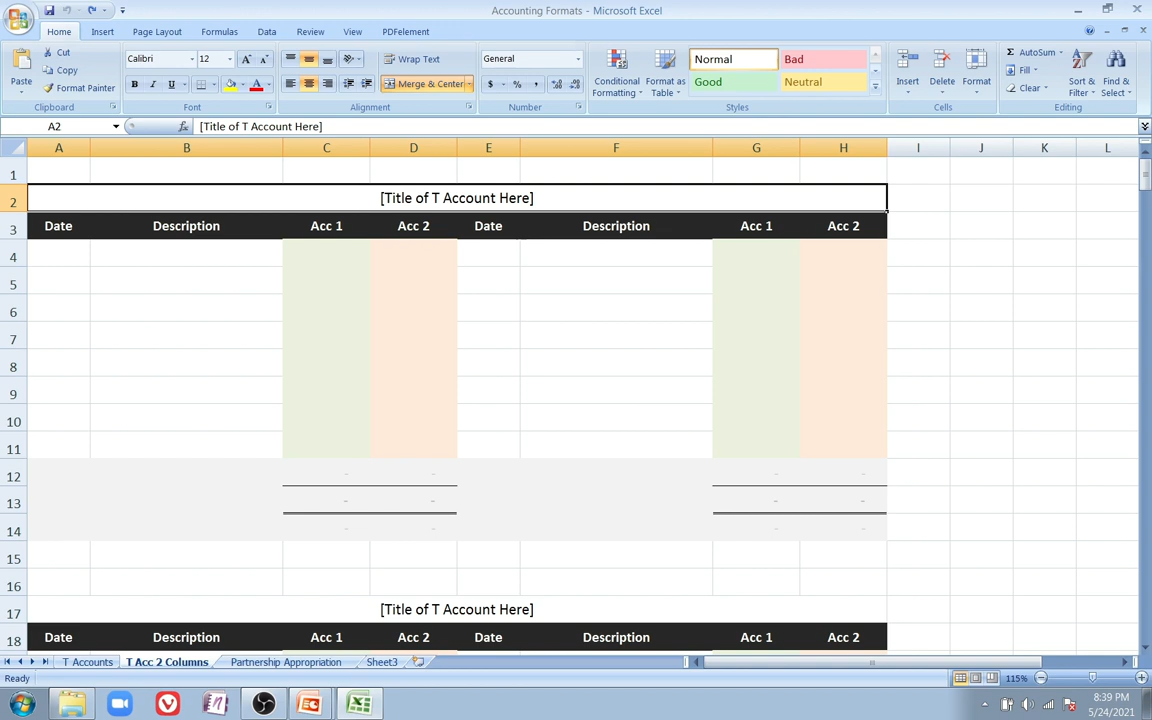 Accounting Formats - Microsoft Excel
Home Insert Page Layout Formulas Data Review View PDFelement
Cut
Copy
Format Painter
Paste
Clipboard
Calibri 12 A A
B I U A
Font
Wrap Text
Merge & Center
Alignment
General
$ % ,
Number
Conditional Formatting
Format as Table
Normal Bad
Good Neutral
Styles
Insert Delete Format
Cells
AutoSum
Fill
Clear
Sort & Filter
Find & Select
Editing
A2 fx [Title of T Account Here]
A B C D E F G H I J K L
1
2 [Title of T Account Here]
3 Date Description Acc 1 Acc 2 Date Description Acc 1 Acc 2
4
5
6
7
8
9
10
11
12 - - - -
13 - - - -
14 - - - -
15
16
17 [Title of T Account Here]
18 Date Description Acc 1 Acc 2 Date Description Acc 1 Acc 2
T Accounts T Acc 2 Columns Partnership Appropriation Sheet3
Ready 115%
8:39 PM
5/24/2021